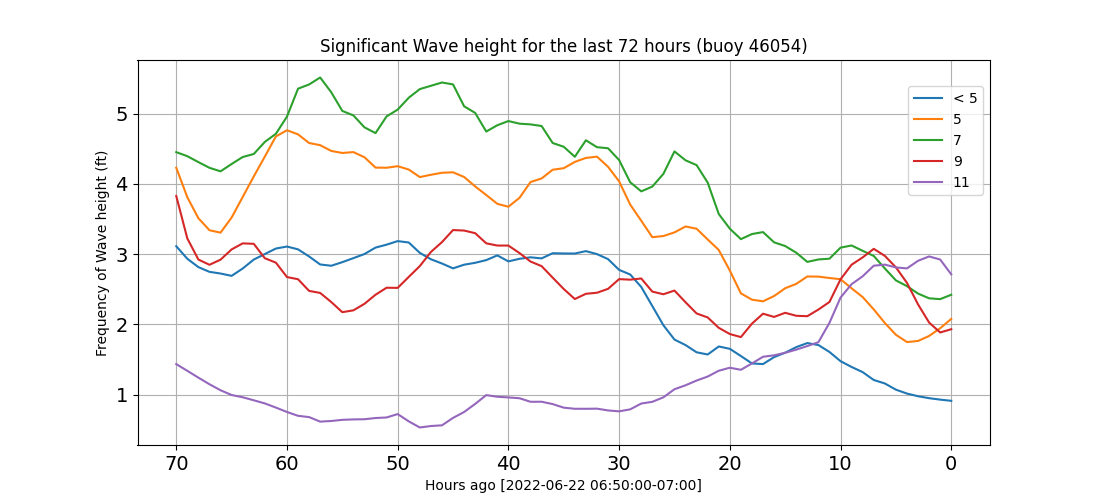 Significant Wave height for the last 72 hours (buoy 46054)
Frequency of Wave height (ft)
5
4
3
2
1
< 5
5
7
9
11
70 60 50 40 30 20 10 0
Hours ago [2022-06-22 06:50:00-07:00]